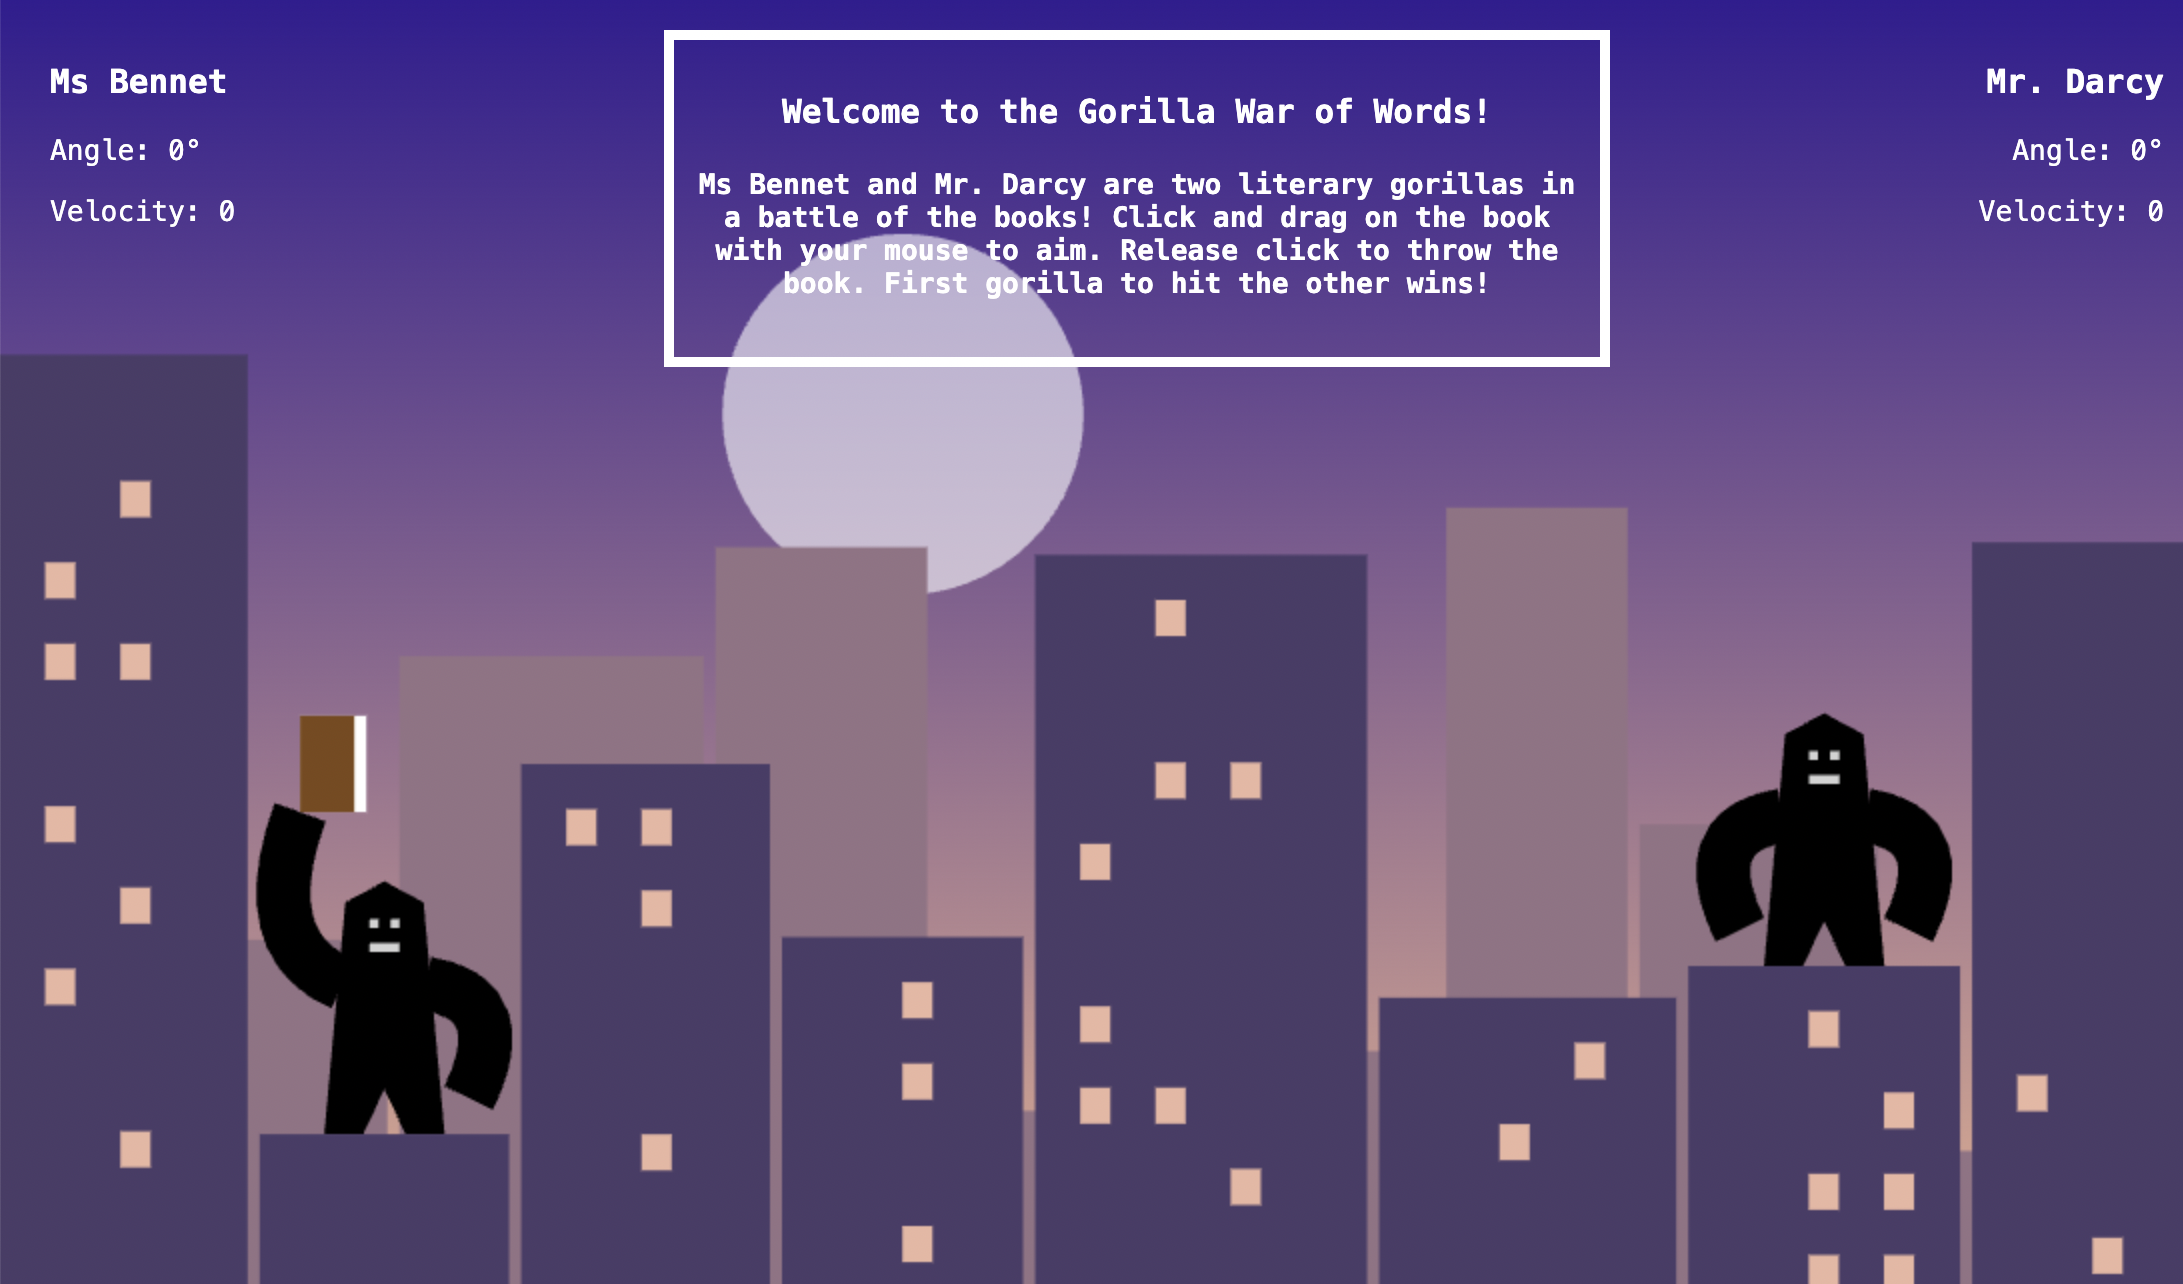 Ms Bennet
Angle: 0°
Velocity: 0
Welcome to the Gorilla War of Words!
Ms Bennet and Mr. Darcy are two literary gorillas in
a battle of the books! Click and drag on the book
with your mouse to aim. Release click to throw the
book. First gorilla to hit the other wins!
Mr. Darcy
Angle: 0°
Velocity: 0